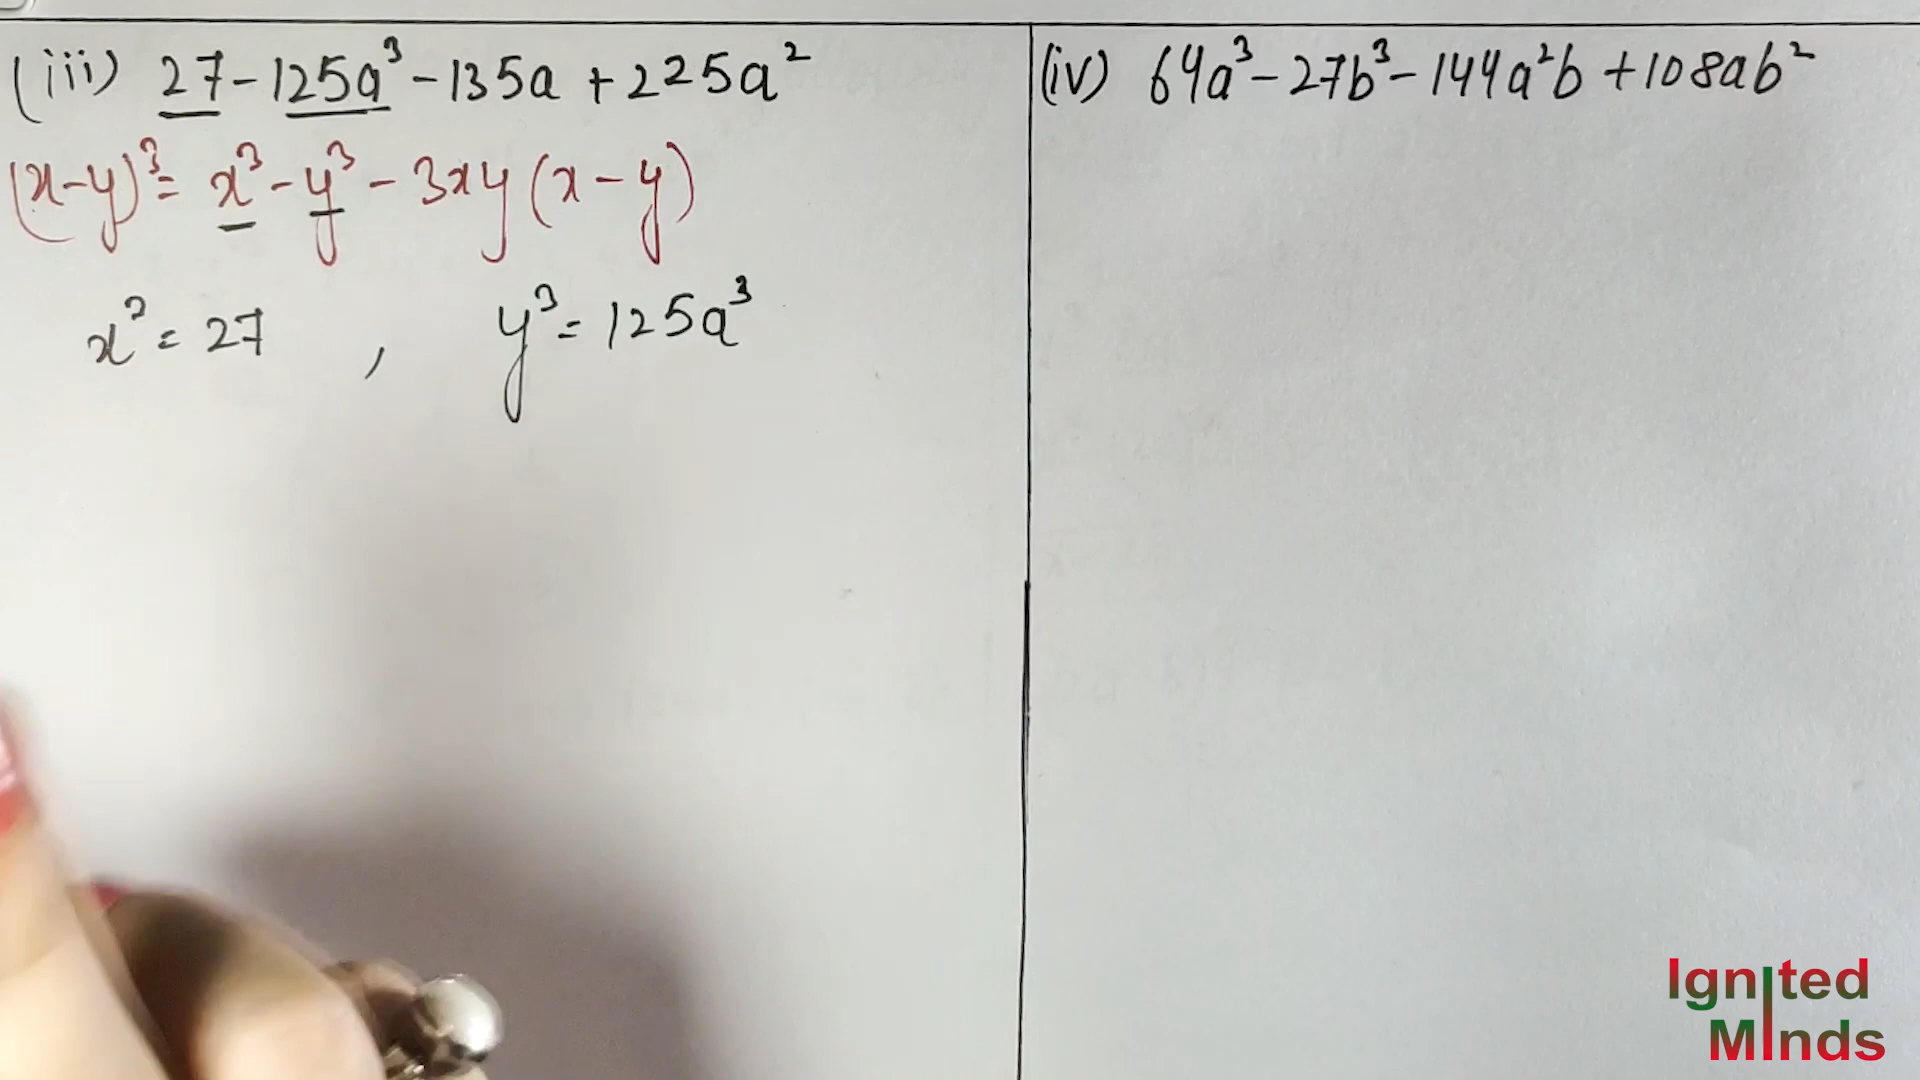 (iii) 27 - 125a³ - 135a + 225a²
(x-y)³ = x³ - y³ - 3xy (x - y)
x³ = 27 , y³ = 125a³
(iv) 64a³ - 27b³ - 144a²b + 108ab²
Ignited
Minds